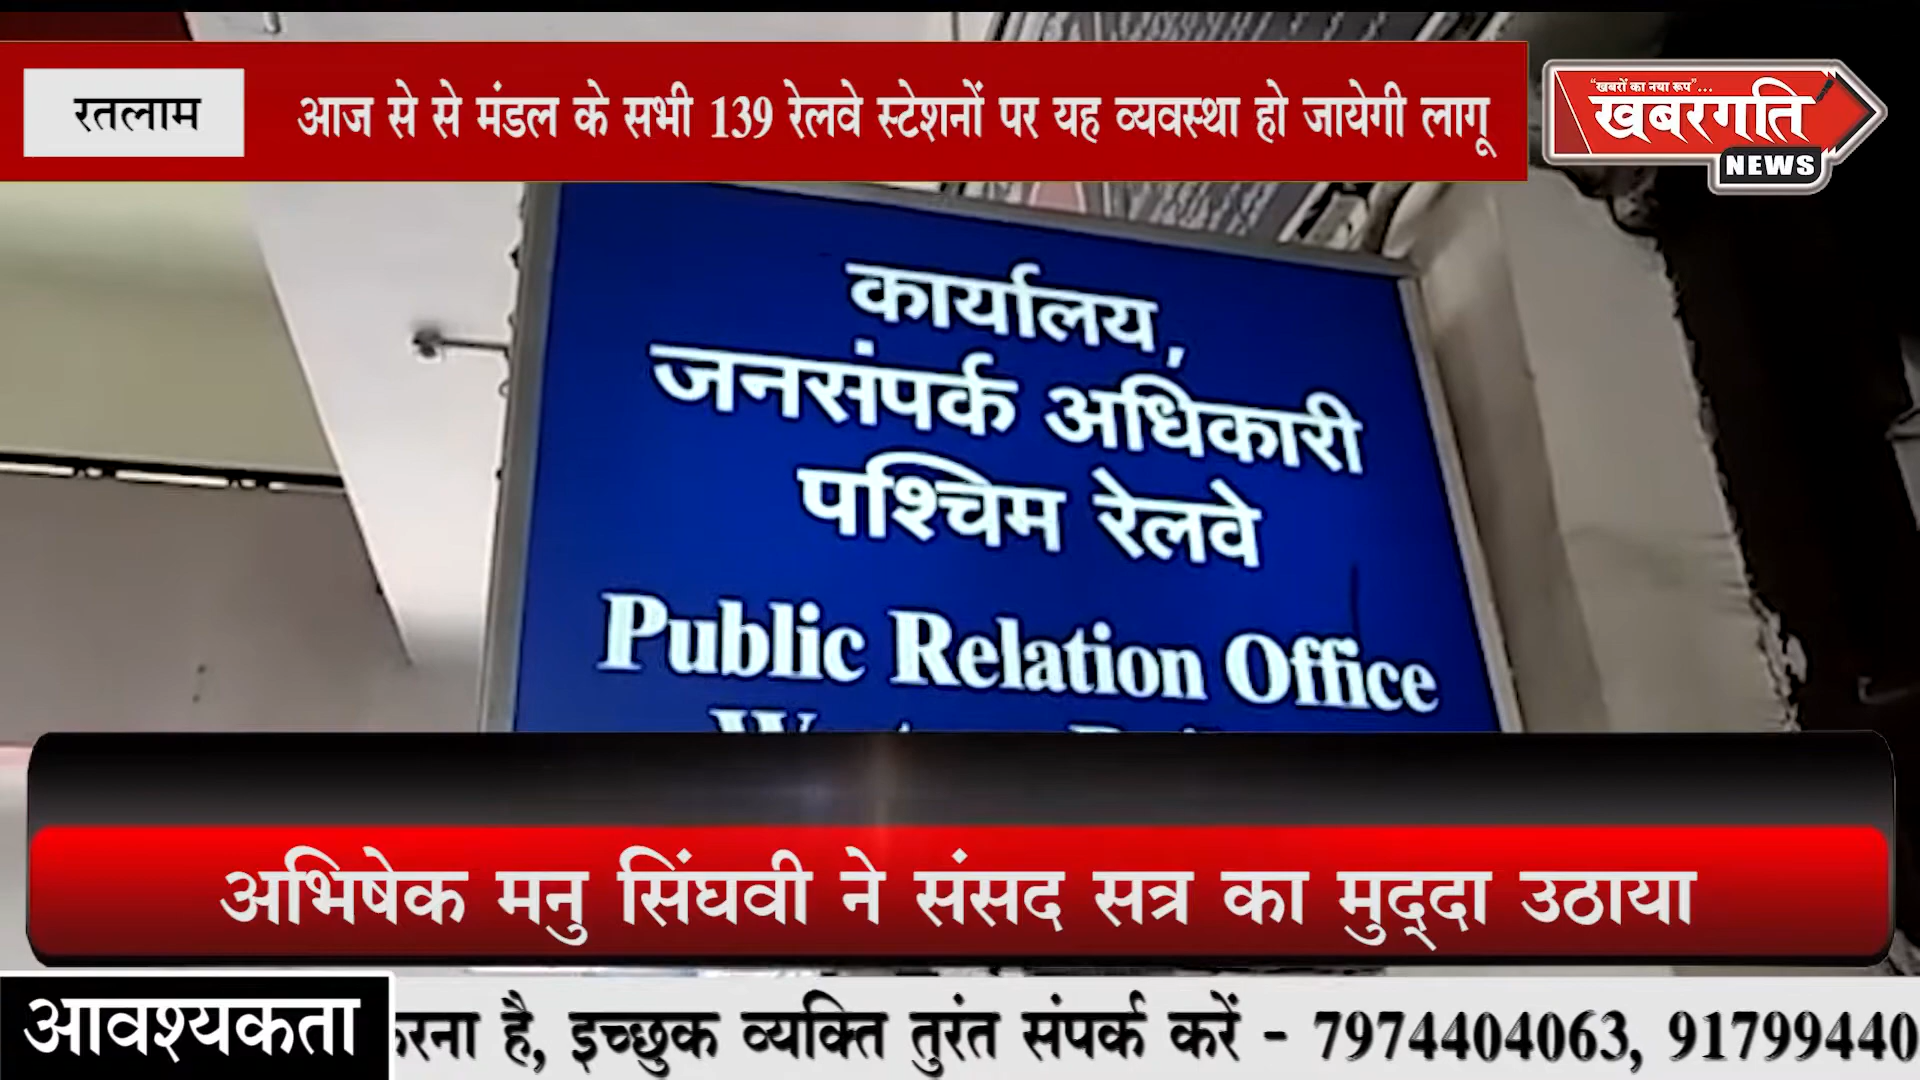 रतलाम
आज से से मंडल के सभी 139 रेलवे स्टेशनों पर यह व्यवस्था हो जायेगी लागू
“खबरों का नया रूप”...
खबरगति
NEWS
कार्यालय,
जनसंपर्क अधिकारी
पश्चिम रेलवे
Public Relation Office
अभिषेक मनु सिंघवी ने संसद सत्र का मुद्दा उठाया
आवश्यकता
करना है, इच्छुक व्यक्ति तुरंत संपर्क करें - 7974404063, 91799440